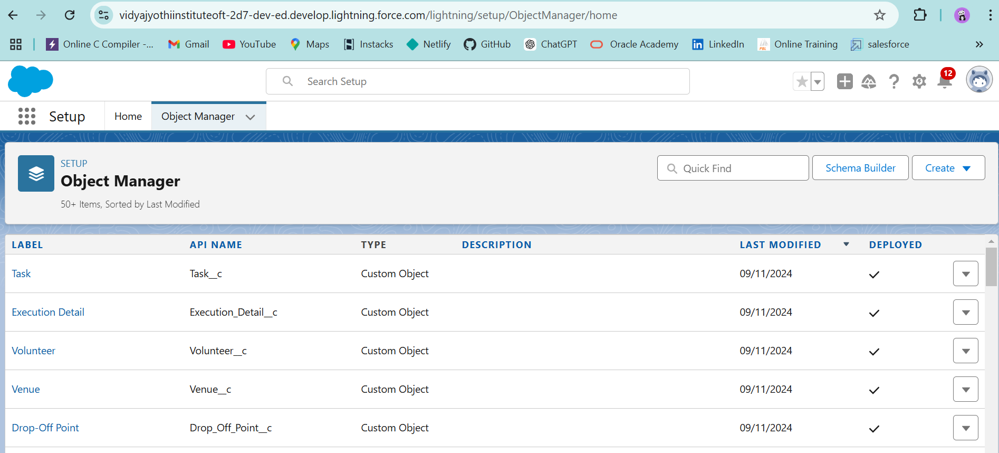 vidyajyothiinstituteoft-2d7-dev-ed.develop.lightning.force.com/lightning/setup/ObjectManager/home
Online C Compiler -... Gmail YouTube Maps Instacks Netlify GitHub ChatGPT Oracle Academy LinkedIn PBL Online Training salesforce »
Search Setup 12
Setup Home Object Manager
SETUP
Object Manager
50+ Items, Sorted by Last Modified
Quick Find Schema Builder Create
LABEL API NAME TYPE DESCRIPTION LAST MODIFIED DEPLOYED
Task Task__c Custom Object 09/11/2024
Execution Detail Execution_Detail__c Custom Object 09/11/2024
Volunteer Volunteer__c Custom Object 09/11/2024
Venue Venue__c Custom Object 09/11/2024
Drop-Off Point Drop_Off_Point__c Custom Object 09/11/2024